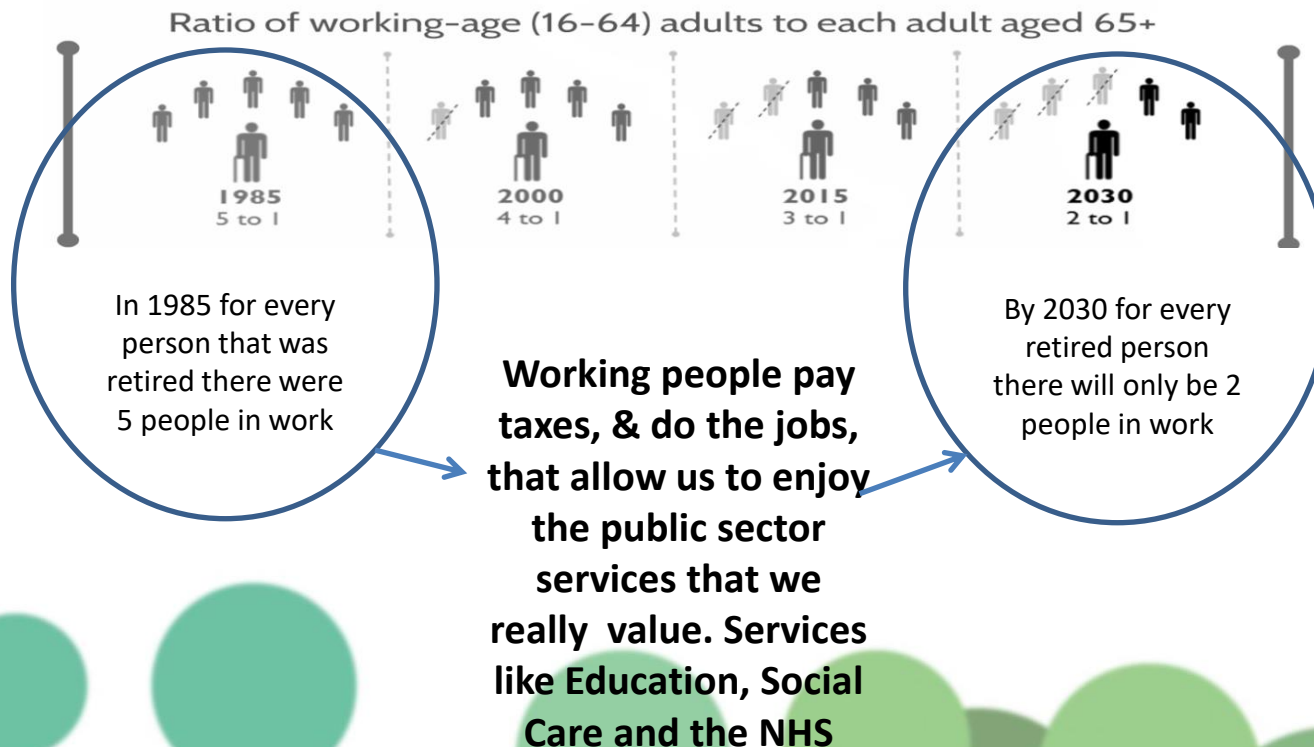 Ratio of working-age (16–64) adults to each adult aged 65+
1985
5 to 1
2000
4 to 1
2015
3 to 1
2030
2 to 1
In 1985 for every
person that was
retired there were
5 people in work
Working people pay
taxes, & do the jobs,
that allow us to enjoy
the public sector
services that we
really  value. Services
like Education, Social
Care and the NHS
By 2030 for every
retired person
there will only be 2
people in work